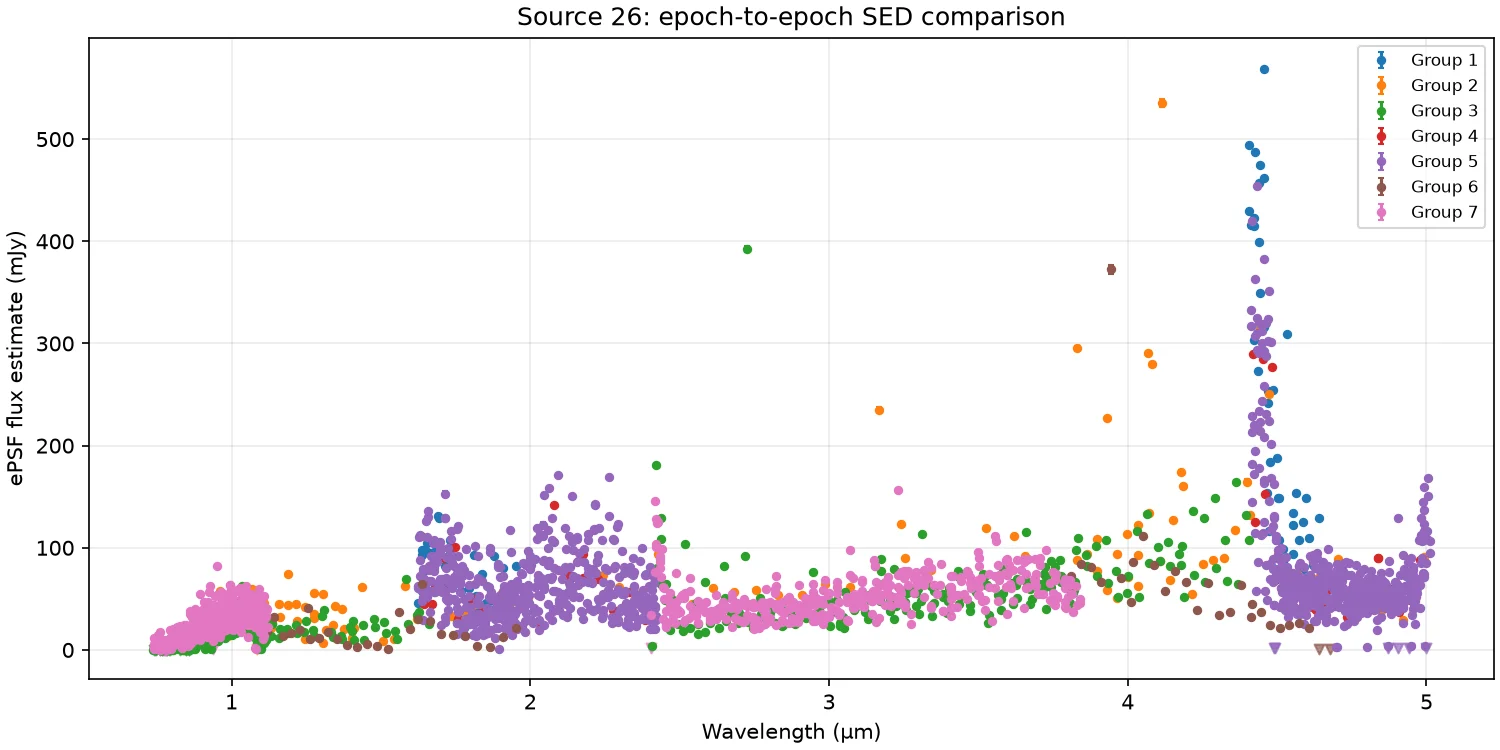 Source 26: epoch-to-epoch SED comparison
ePSF flux estimate (mJy)
500
400
300
200
100
0
1 2 3 4 5
Wavelength (μm)
Group 1
Group 2
Group 3
Group 4
Group 5
Group 6
Group 7